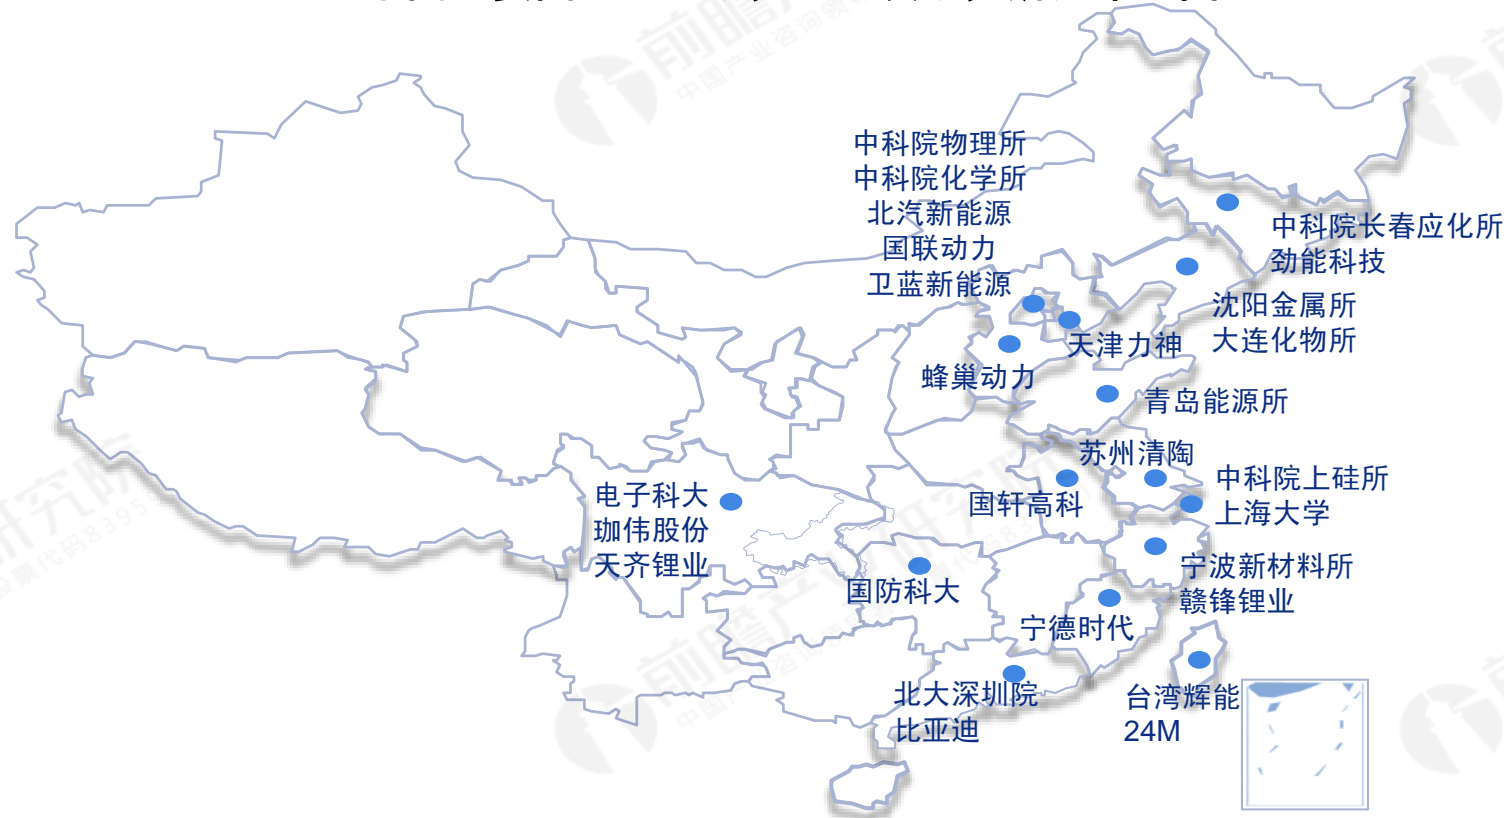 中科院物理所
中科院化学所
北汽新能源
国联动力
卫蓝新能源
中科院长春应化所
劲能科技
沈阳金属所
大连化物所
天津力神
蜂巢动力
青岛能源所
苏州清陶
国轩高科
中科院上硅所
上海大学
电子科大
珈伟股份
天齐锂业
国防科大
宁波新材料所
赣锋锂业
宁德时代
北大深圳院
比亚迪
台湾辉能
24M